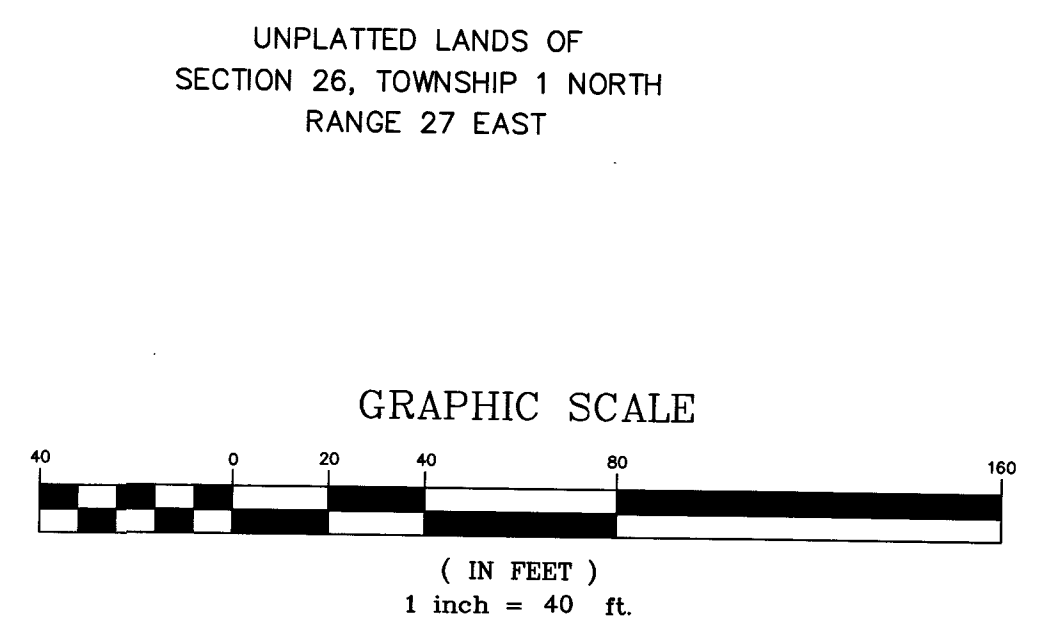 UNPLATTED LANDS OF
SECTION 26, TOWNSHIP 1 NORTH
RANGE 27 EAST
GRAPHIC SCALE
40 0 20 40 80 160
( IN FEET )
1 inch = 40 ft.